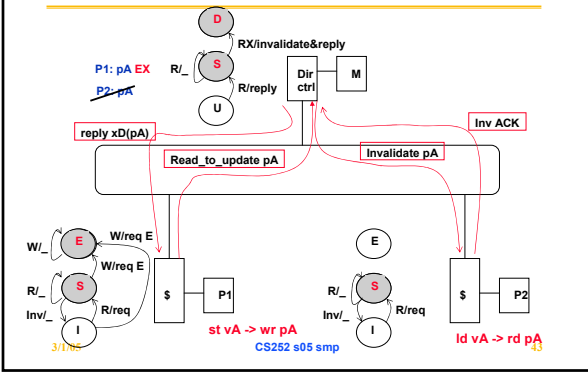 D
RX/invalidate&reply
P1: pA EX
R/_
S
Dir
ctrl
M
P2: pA
R/reply
U
reply xD(pA)
Inv ACK
Read_to_update pA
Invalidate pA
W/req E
W/_
E
E
W/req E
R/_
S
$
P1
R/_
S
$
P2
Inv/_
R/req
Inv/_
R/req
I
I
st vA -> wr pA
ld vA -> rd pA
3/1/05
CS252 s05 smp
43